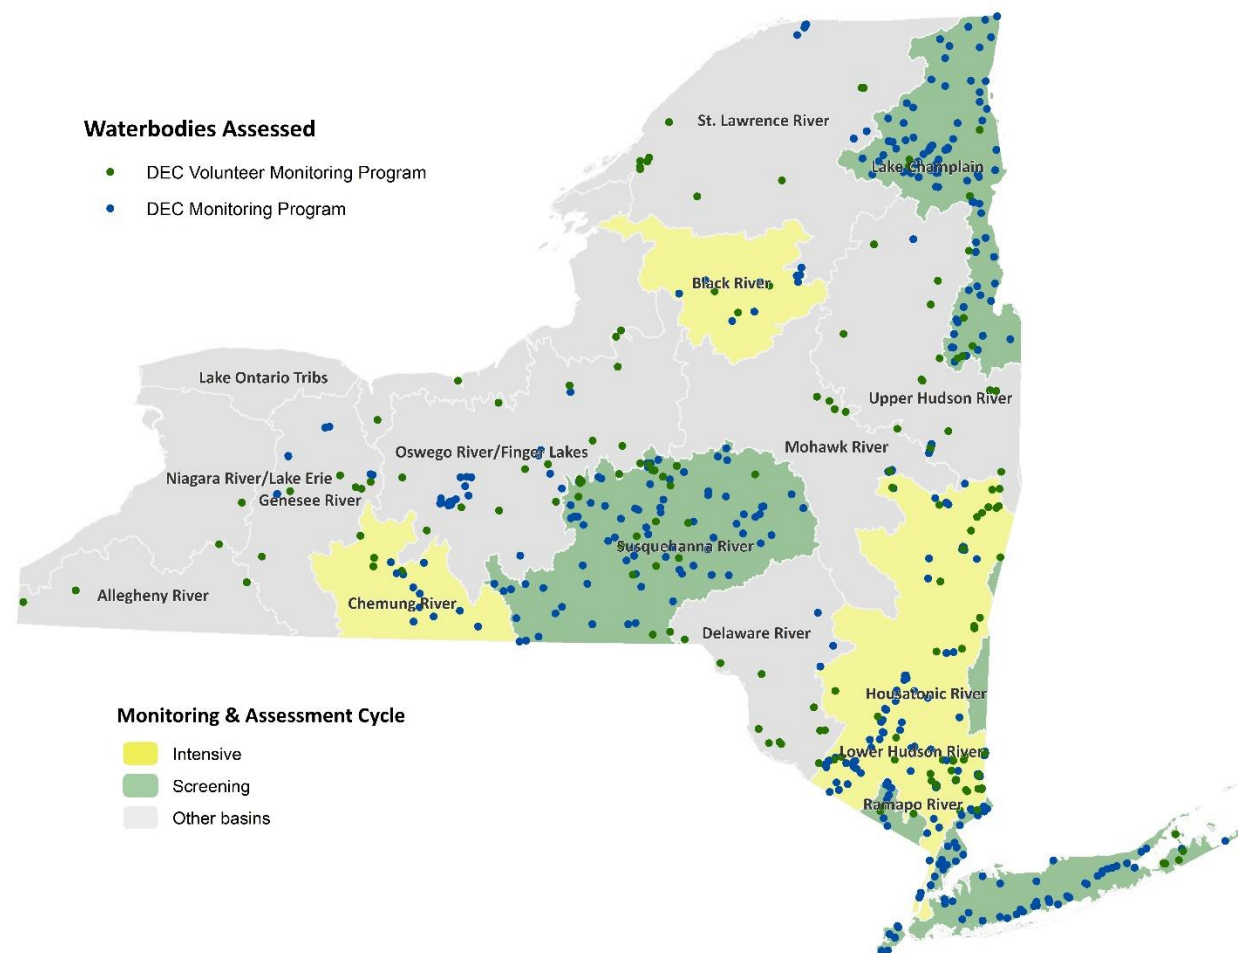 Waterbodies Assessed
DEC Volunteer Monitoring Program
DEC Monitoring Program
St. Lawrence River
Lake Champlain
Black River
Lake Ontario Tribs
Upper Hudson River
Oswego River/Finger Lakes
Mohawk River
Niagara River/Lake Erie
Genesee River
Susquehanna River
Allegheny River
Chemung River
Delaware River
Housatonic River
Monitoring & Assessment Cycle
Intensive
Lower Hudson River
Screening
Ramapo River
Other basins